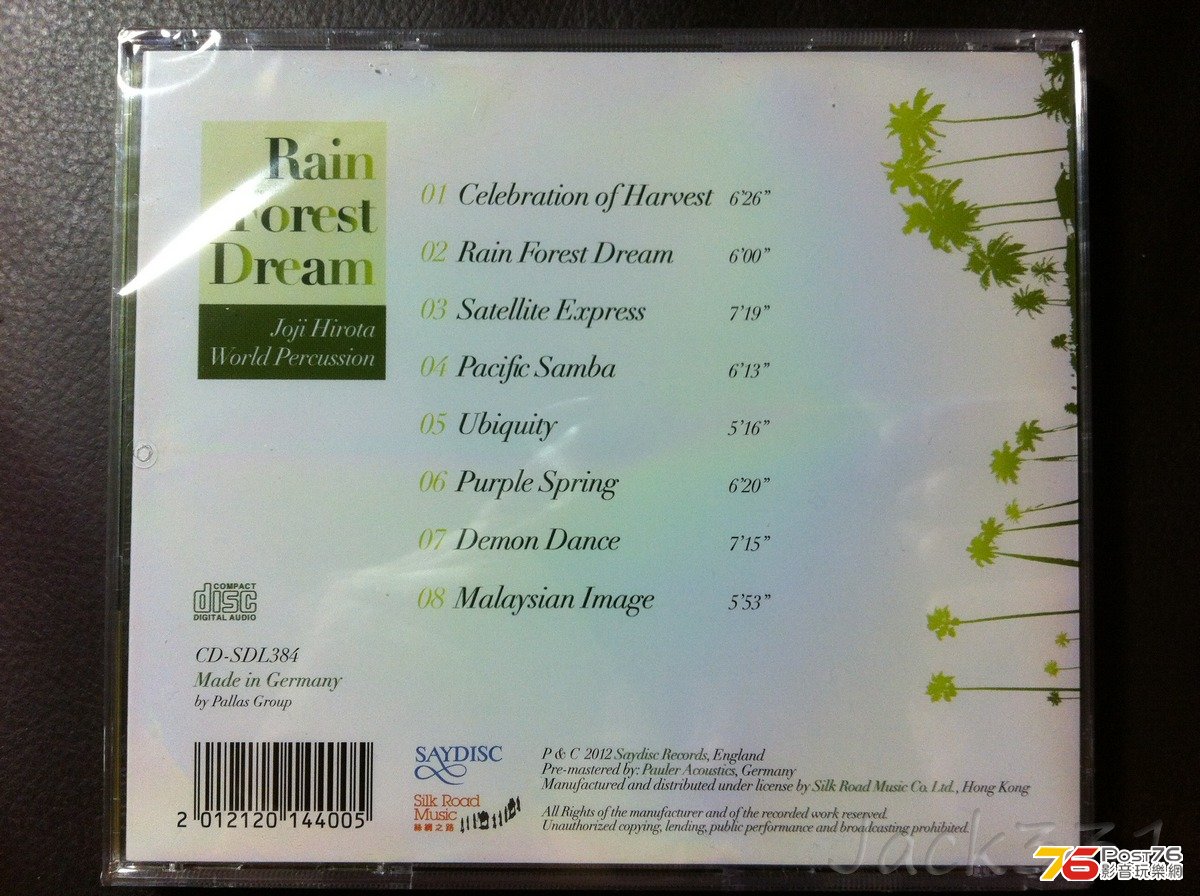 Rain
Forest
Dream
Joji Hirota
World Percussion
01 Celebration of Harvest 6'26"
02 Rain Forest Dream 6'00"
03 Satellite Express 7'19"
04 Pacific Samba 6'13"
05 Ubiquity 5'16"
06 Purple Spring 6'20"
07 Demon Dance 7'15"
08 Malaysian Image 5'53"
COMPACT
disc
DIGITAL AUDIO
CD-SDL384
Made in Germany
by Pallas Group
2 012120 144005
SAYDISC
Silk Road
Music
絲綢之路
P & C 2012 Saydisc Records, England
Pre-mastered by: Pauler Acoustics, Germany
Manufactured and distributed under license by Silk Road Music Co. Ltd., Hong Kong
All Rights of the manufacturer and of the recorded work reserved.
Unauthorized copying, lending, public performance and broadcasting prohibited.
Jack331
76 Post76
影音玩樂網